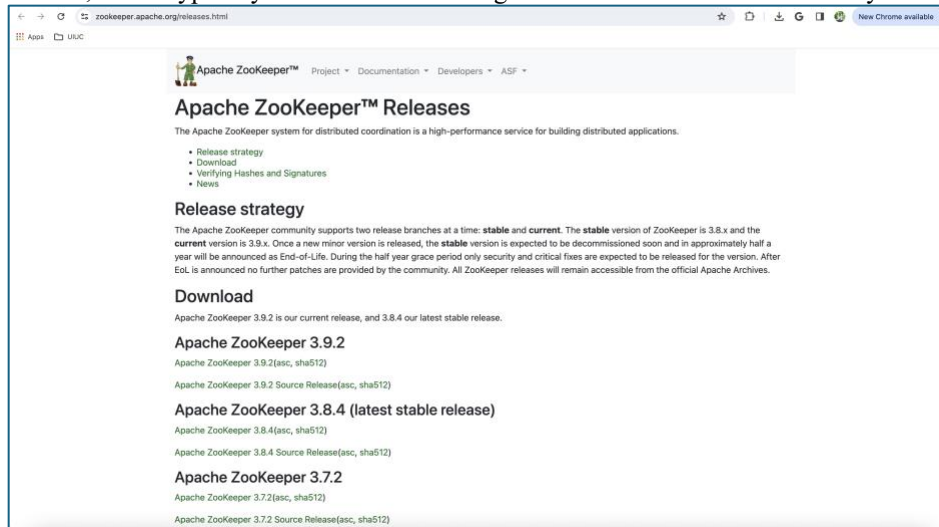 zookeeper.apache.org/releases.html
New Chrome available
Apps UIUC
Apache ZooKeeper™ Project Documentation Developers ASF
Apache ZooKeeper™ Releases
The Apache ZooKeeper system for distributed coordination is a high-performance service for building distributed applications.
• Release strategy
• Download
• Verifying Hashes and Signatures
• News
Release strategy
The Apache ZooKeeper community supports two release branches at a time: stable and current. The stable version of ZooKeeper is 3.8.x and the
current version is 3.9.x. Once a new minor version is released, the stable version is expected to be decommissioned soon and in approximately half a
year will be announced as End-of-Life. During the half year grace period only security and critical fixes are expected to be released for the version. After
EoL is announced no further patches are provided by the community. All ZooKeeper releases will remain accessible from the official Apache Archives.
Download
Apache ZooKeeper 3.9.2 is our current release, and 3.8.4 our latest stable release.
Apache ZooKeeper 3.9.2
Apache ZooKeeper 3.9.2(asc, sha512)
Apache ZooKeeper 3.9.2 Source Release(asc, sha512)
Apache ZooKeeper 3.8.4 (latest stable release)
Apache ZooKeeper 3.8.4(asc, sha512)
Apache ZooKeeper 3.8.4 Source Release(asc, sha512)
Apache ZooKeeper 3.7.2
Apache ZooKeeper 3.7.2(asc, sha512)
Apache ZooKeeper 3.7.2 Source Release(asc, sha512)